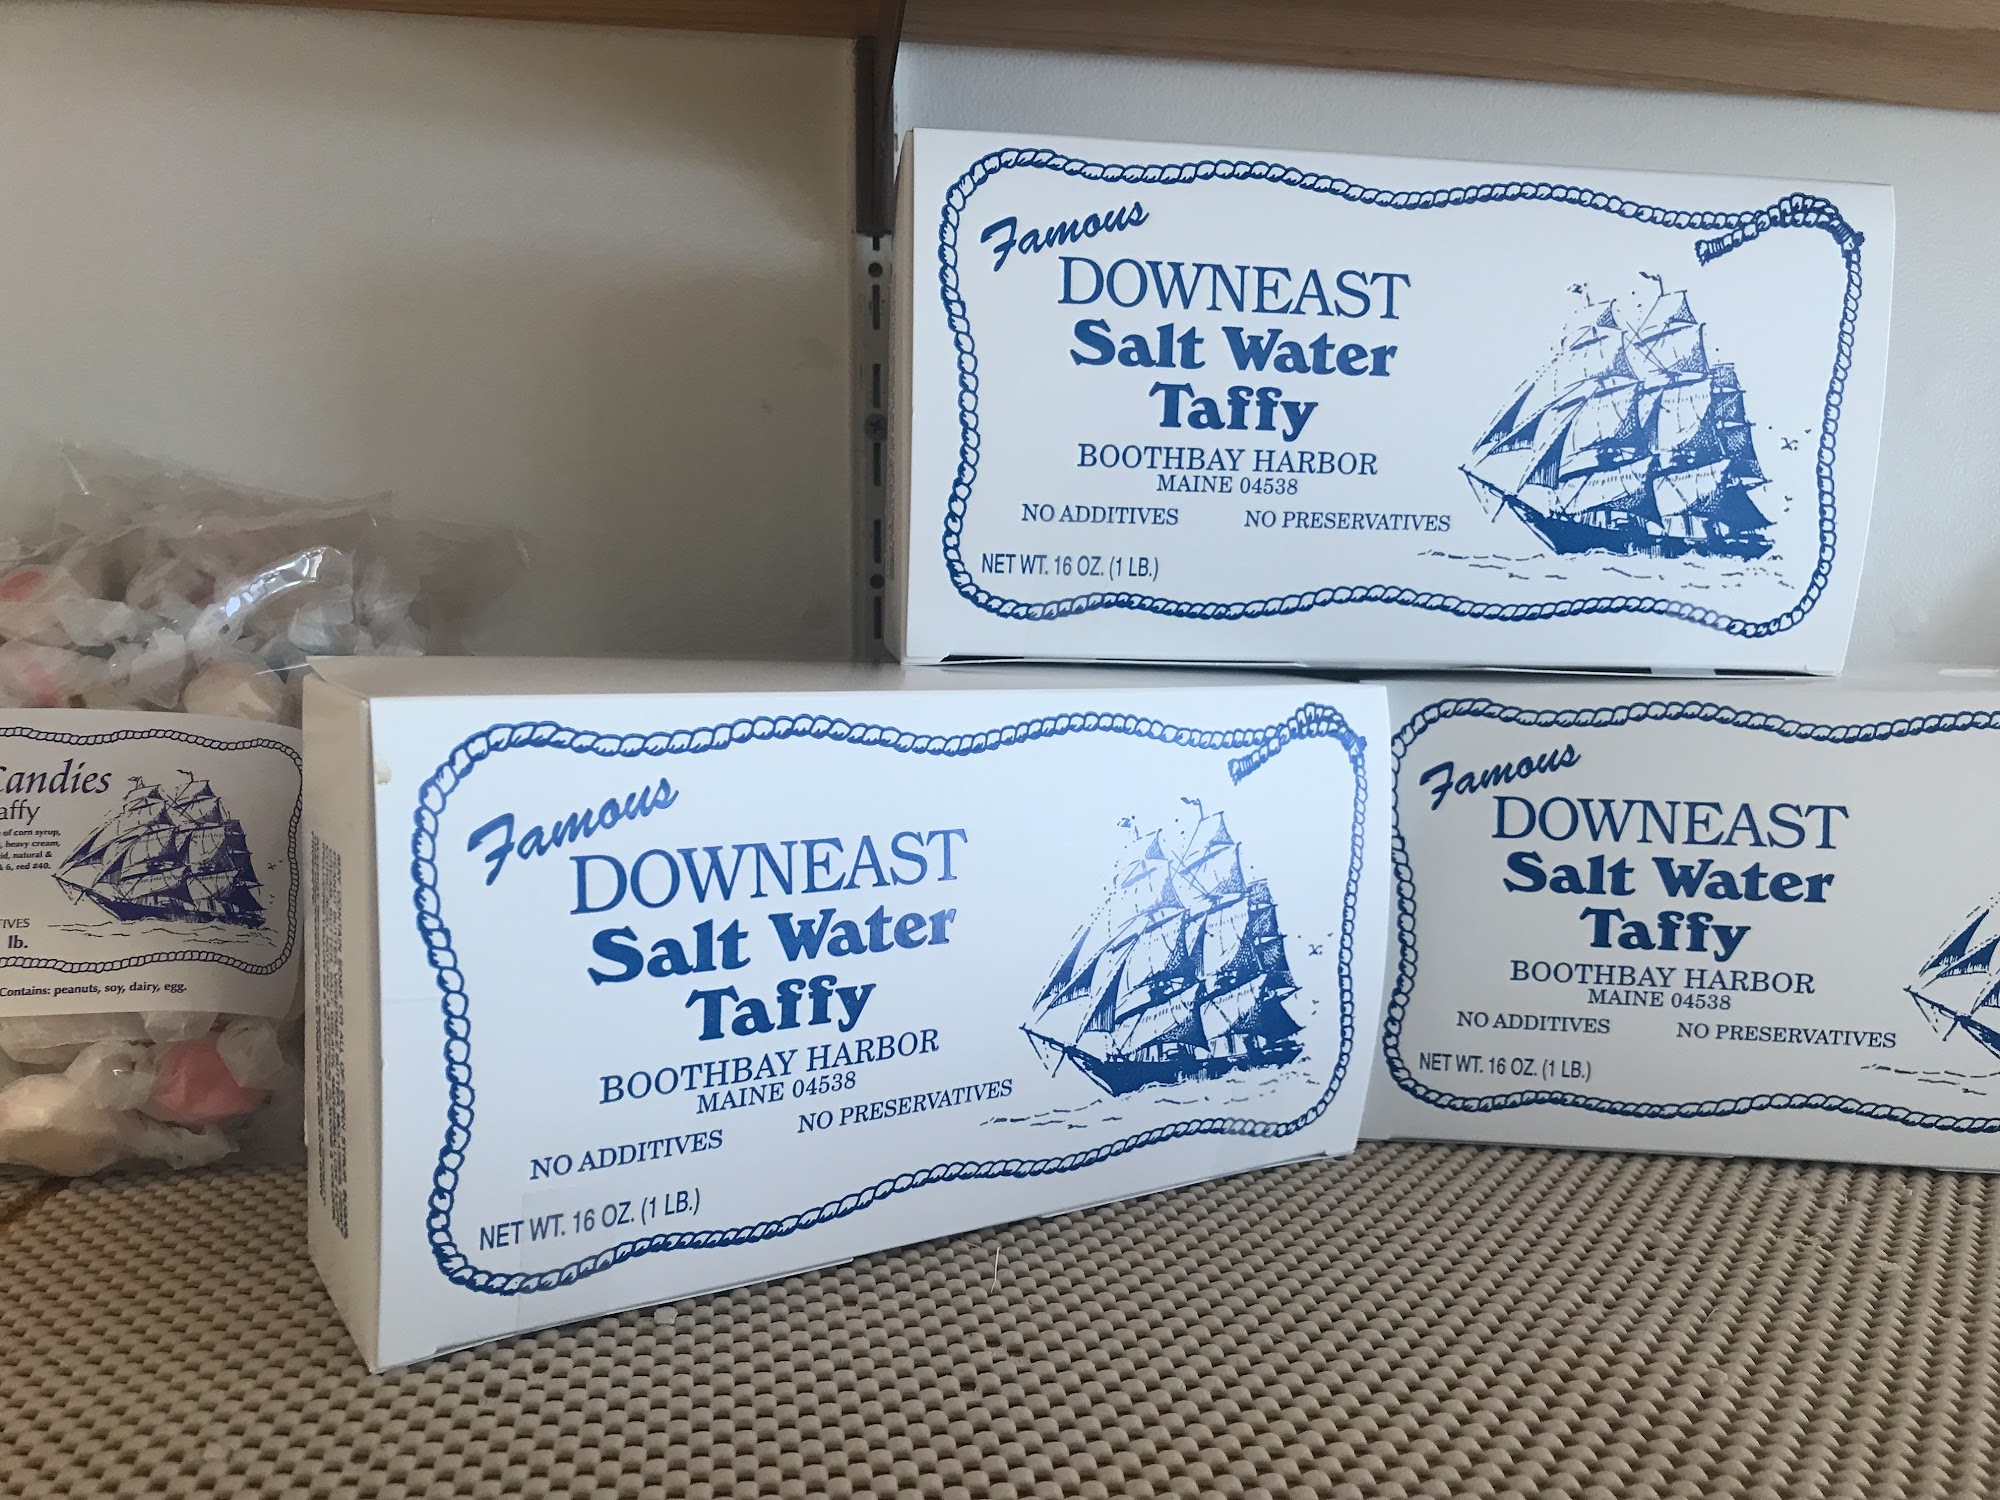 Famous
DOWNEAST
Salt Water
Taffy
BOOTHBAY HARBOR
MAINE 04538
NO ADDITIVES NO PRESERVATIVES
NET WT. 16 OZ. (1 LB.)
Candies
affy
of corn syrup,
heavy cream,
natural &
& 6, red #40,
lb.
Contains: peanuts, soy, dairy, egg.
Famous
DOWNEAST
Salt Water
Taffy
BOOTHBAY HARBOR
MAINE 04538
NO ADDITIVES NO PRESERVATIVES
NET WT. 16 OZ. (1 LB.)
Famous
DOWNEAST
Salt Water
Taffy
BOOTHBAY HARBOR
MAINE 04538
NO ADDITIVES NO PRESERVATIVES
NET WT. 16 OZ. (1 LB.)